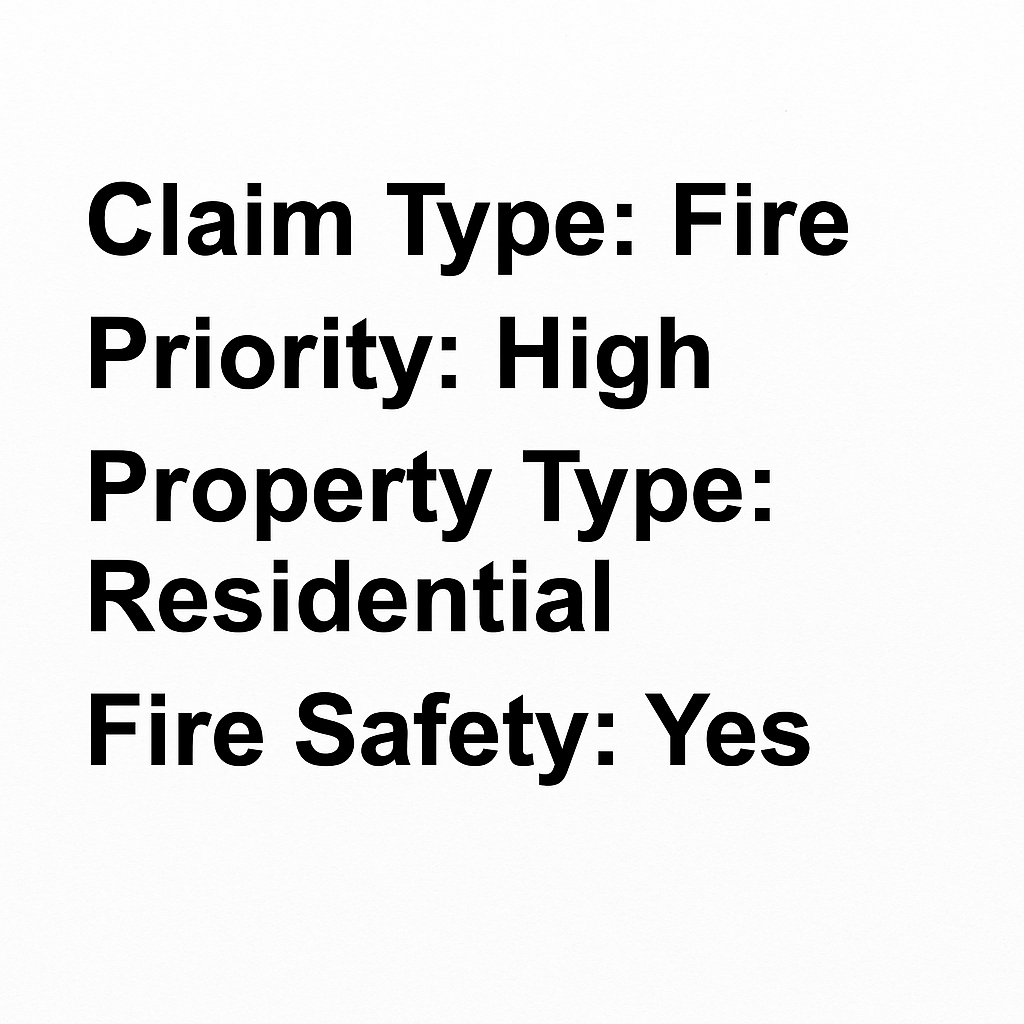 Claim Type: Fire
Priority: High
Property Type:
Residential
Fire Safety: Yes